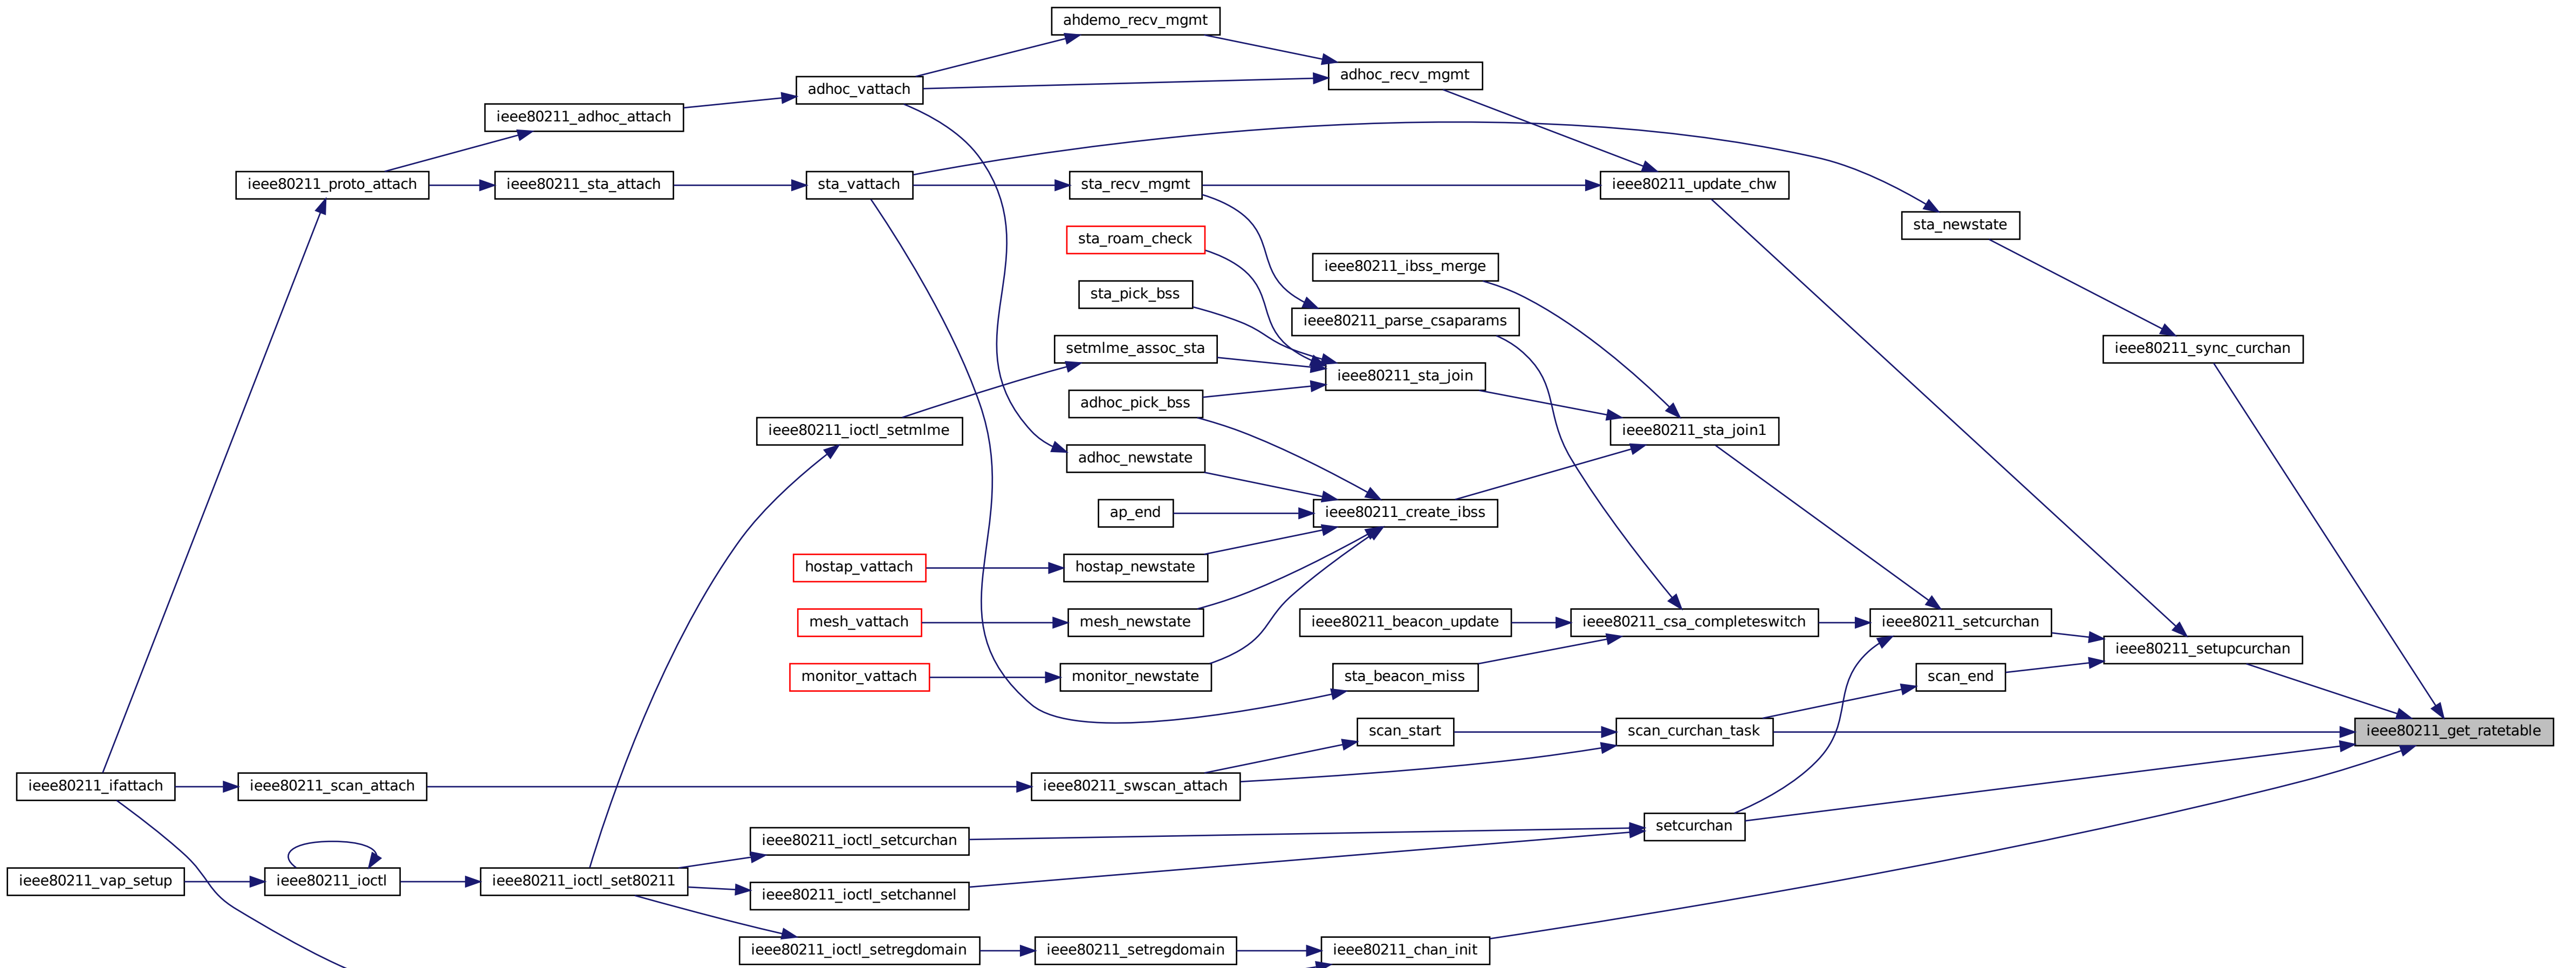 ahdemo_recv_mgmt
adhoc_recv_mgmt
adhoc_vattach
ieee80211_adhoc_attach
ieee80211_proto_attach
ieee80211_sta_attach
sta_vattach
sta_recv_mgmt
ieee80211_update_chw
sta_newstate
sta_roam_check
ieee80211_ibss_merge
sta_pick_bss
ieee80211_parse_csaparams
setmlme_assoc_sta
ieee80211_sync_curchan
ieee80211_sta_join
adhoc_pick_bss
ieee80211_ioctl_setmlme
ieee80211_sta_join1
adhoc_newstate
ap_end
ieee80211_create_ibss
hostap_vattach
hostap_newstate
mesh_vattach
mesh_newstate
ieee80211_beacon_update
ieee80211_csa_completeswitch
ieee80211_setcurchan
ieee80211_setupcurchan
monitor_vattach
monitor_newstate
sta_beacon_miss
scan_end
scan_start
scan_curchan_task
ieee80211_get_ratetable
ieee80211_ifattach
ieee80211_scan_attach
ieee80211_swscan_attach
setcurchan
ieee80211_ioctl_setcurchan
ieee80211_vap_setup
ieee80211_ioctl
ieee80211_ioctl_set80211
ieee80211_ioctl_setchannel
ieee80211_ioctl_setregdomain
ieee80211_setregdomain
ieee80211_chan_init